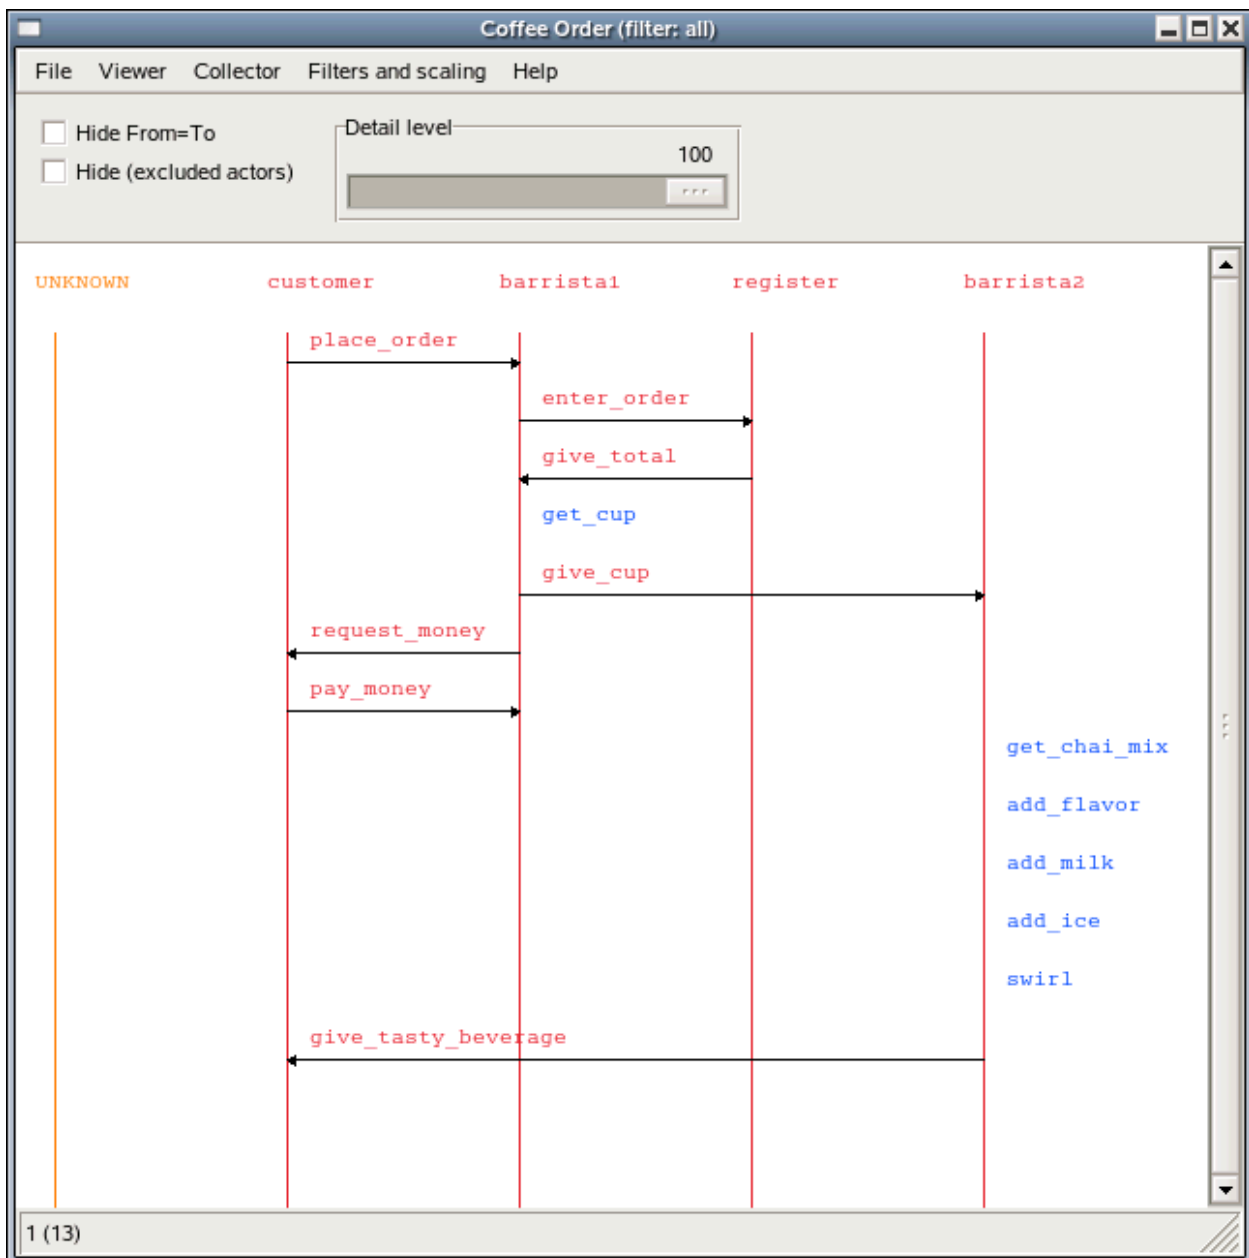 Coffee Order (filter: all)
File Viewer Collector Filters and scaling Help
Hide From=To
Hide (excluded actors)
Detail level
100
UNKNOWN customer barrista1 register barrista2
place_order
enter_order
give_total
get_cup
give_cup
request_money
pay_money
get_chai_mix
add_flavor
add_milk
add_ice
swirl
give_tasty_beverage
1 (13)